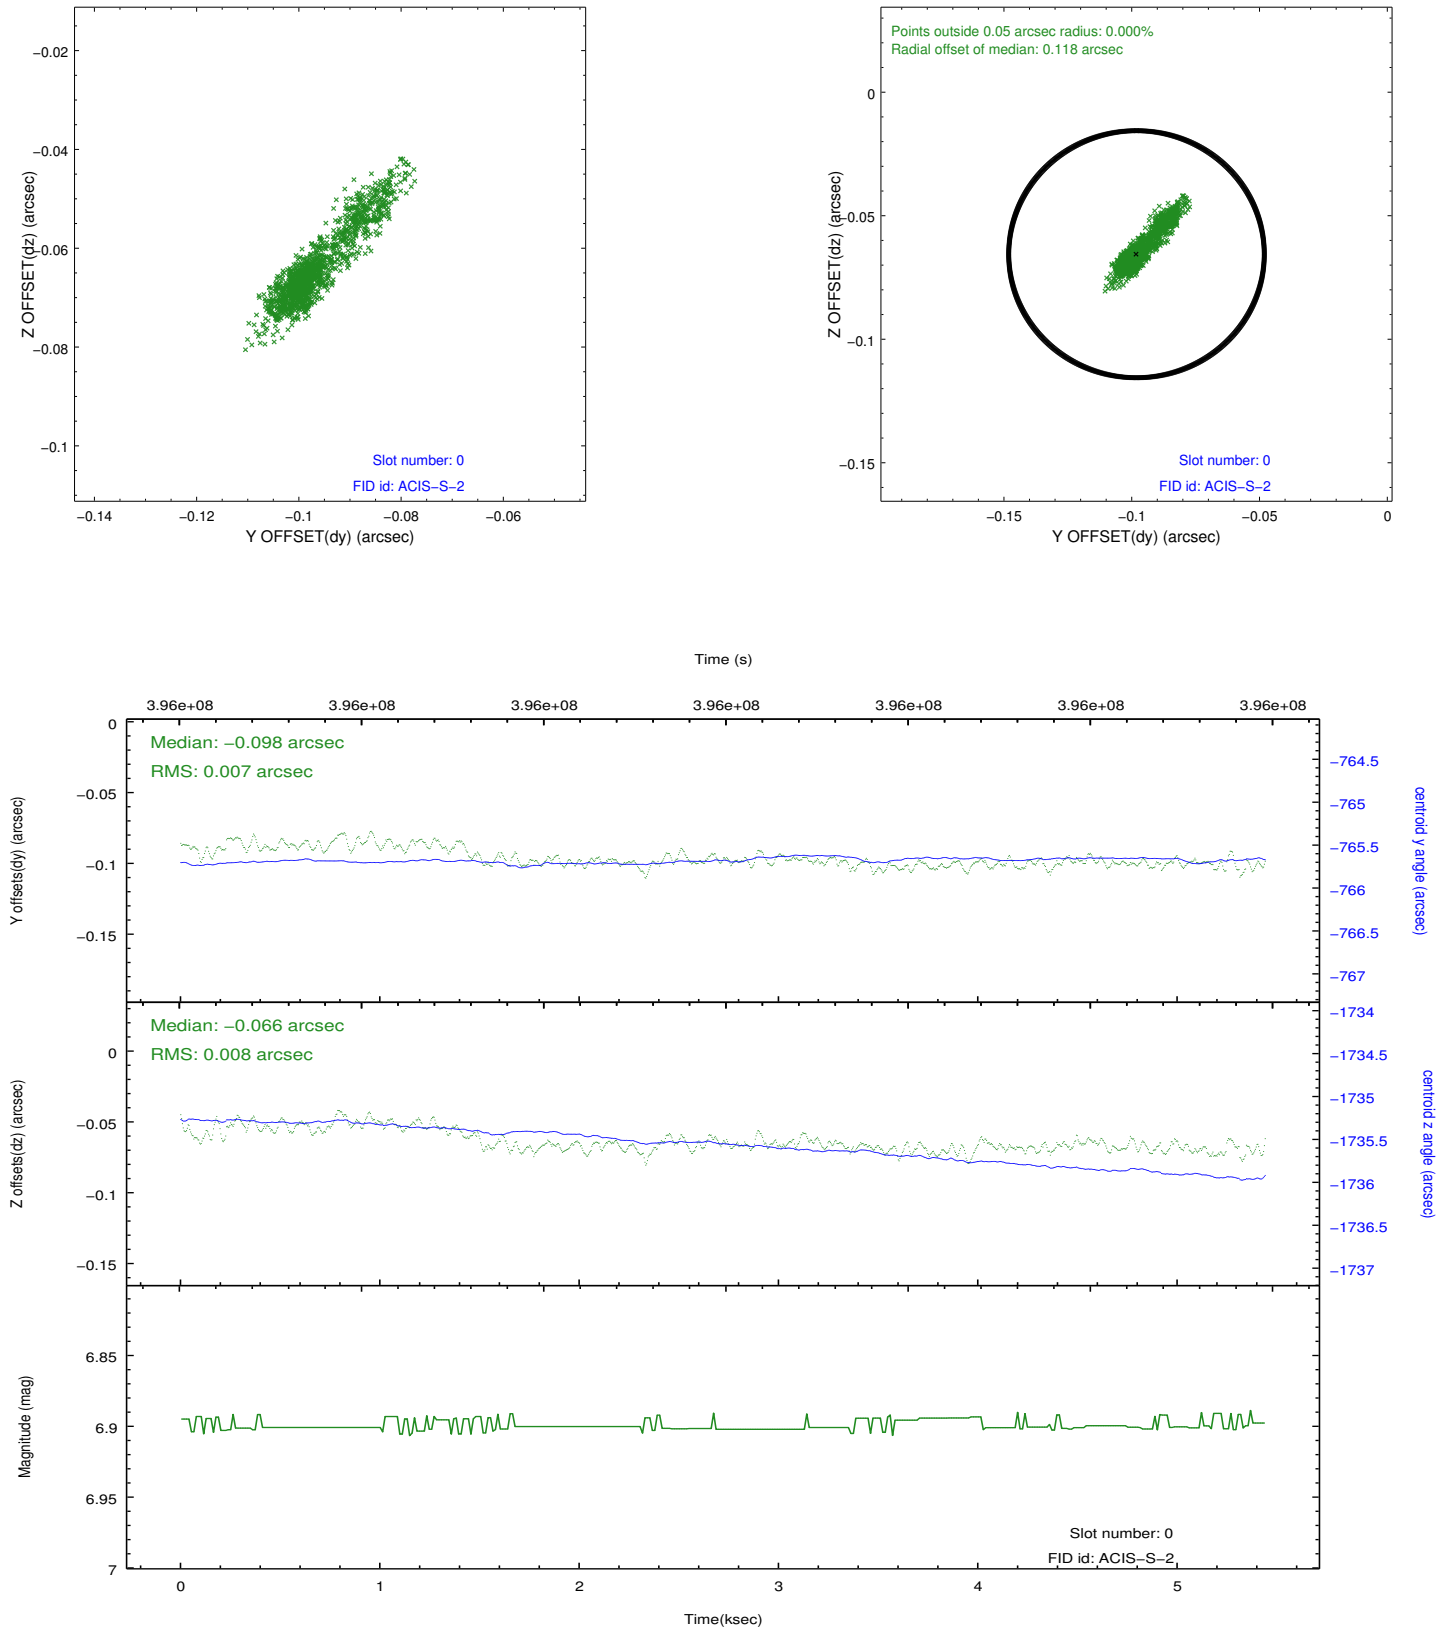 −0.02
−0.04
−0.06
−0.08
−0.1
Z OFFSET(dz) (arcsec)
Slot number: 0
FID id: ACIS−S−2
−0.14
−0.12
−0.1
−0.08
−0.06
Y OFFSET(dy) (arcsec)
Points outside 0.05 arcsec radius: 0.000%
Radial offset of median: 0.118 arcsec
0
−0.05
−0.1
−0.15
Z OFFSET(dz) (arcsec)
Slot number: 0
FID id: ACIS−S−2
−0.15
−0.1
−0.05
0
Y OFFSET(dy) (arcsec)
Time (s)
3.96e+08
3.96e+08
3.96e+08
3.96e+08
3.96e+08
3.96e+08
3.96e+08
Median: −0.098 arcsec
RMS: 0.007 arcsec
0
−0.05
−0.1
−0.15
Y offsets(dy) (arcsec)
−764.5
−765
−765.5
−766
−766.5
−767
centroid y angle (arcsec)
Median: −0.066 arcsec
RMS: 0.008 arcsec
0
−0.05
−0.1
−0.15
Z offsets(dz) (arcsec)
−1734
−1734.5
−1735
−1735.5
−1736
−1736.5
−1737
centroid z angle (arcsec)
6.85
6.9
6.95
7
Magnitude (mag)
Slot number: 0
FID id: ACIS−S−2
0
1
2
3
4
5
Time(ksec)